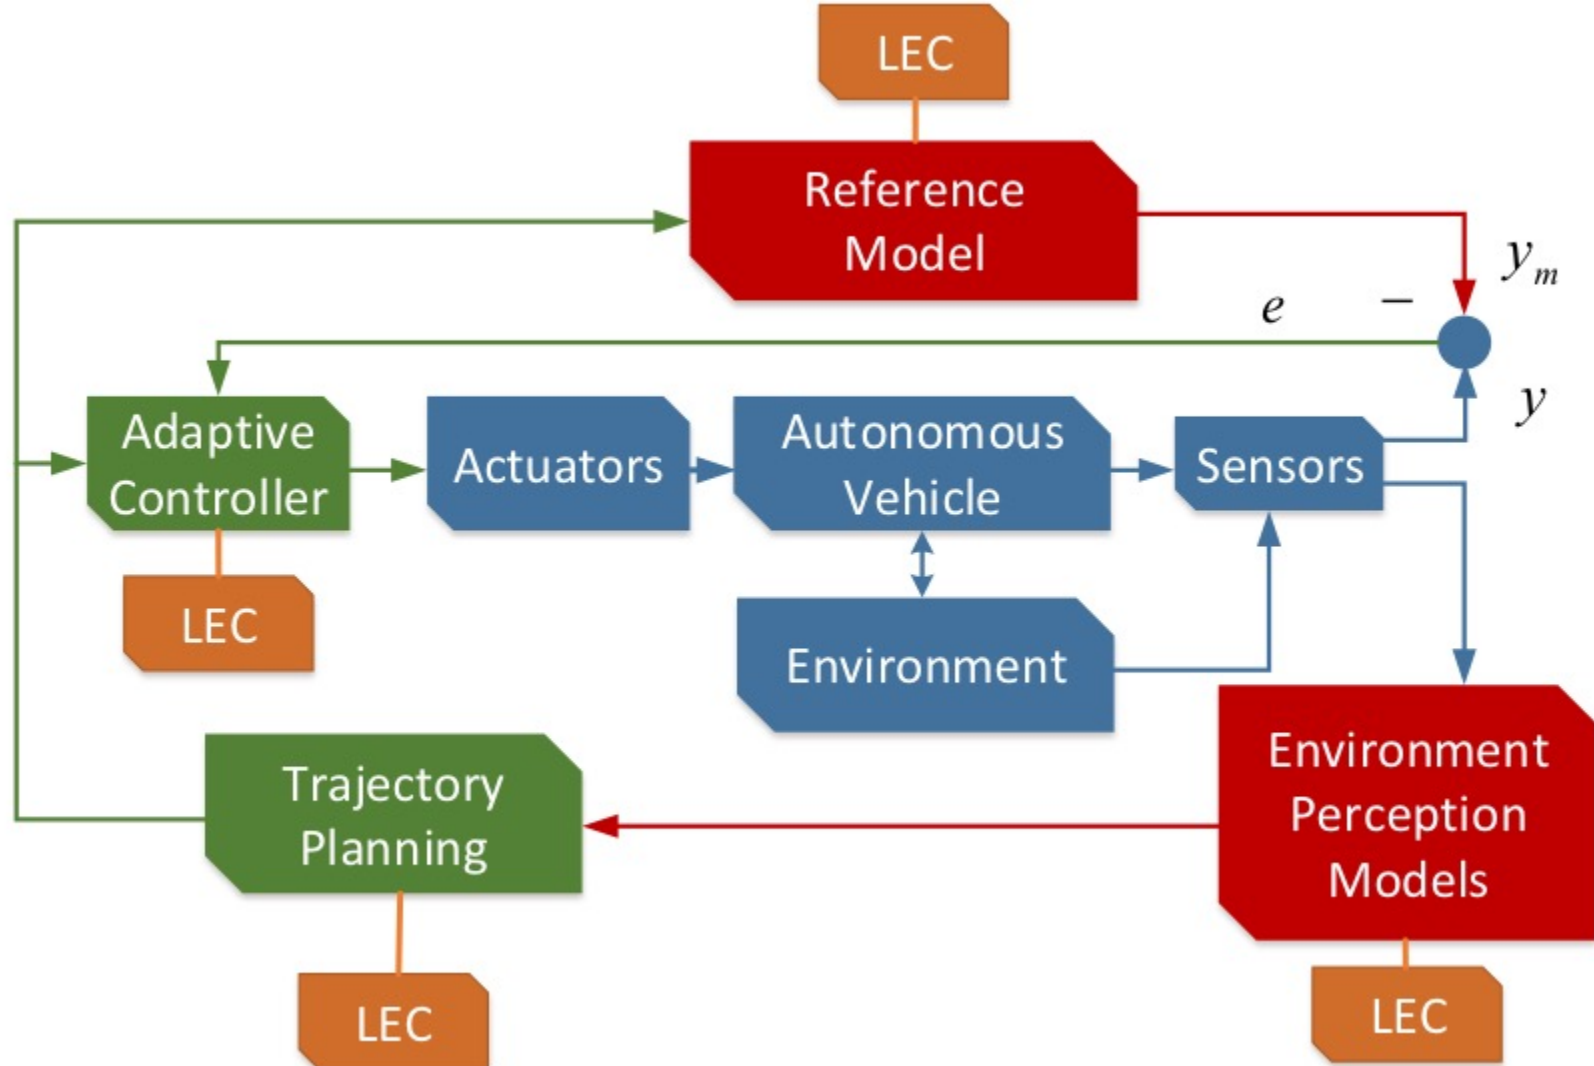 LEC
Reference
Model
y_m
e
−
y
Adaptive
Controller
Actuators
Autonomous
Vehicle
Sensors
LEC
Environment
Trajectory
Planning
Environment
Perception
Models
LEC
LEC